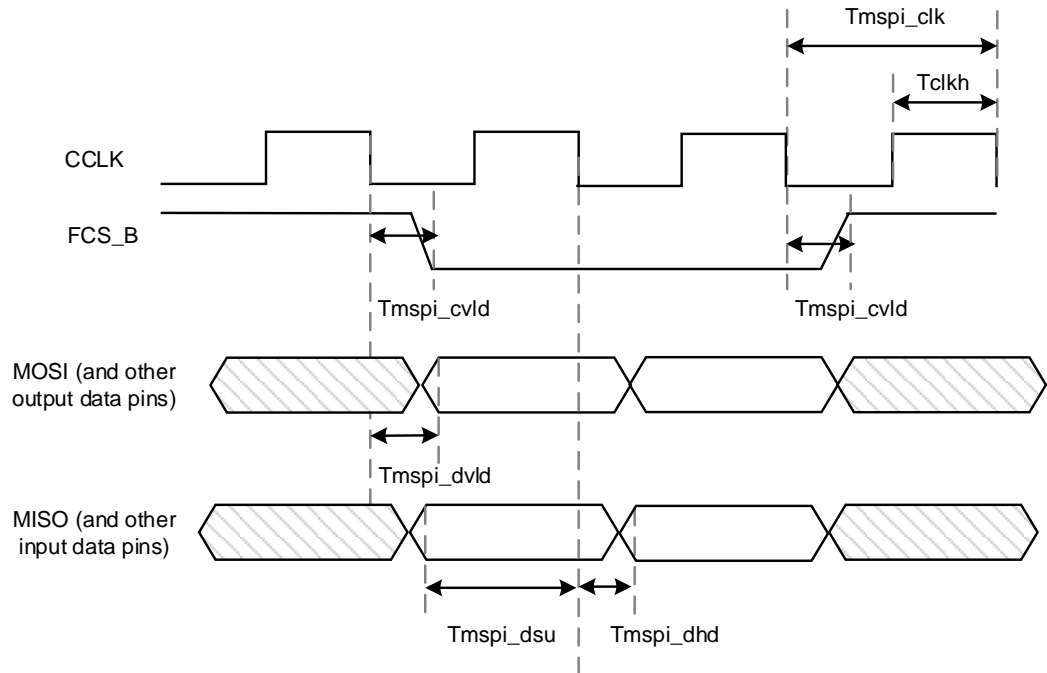 Tmspi_clk
Tclkh
CCLK
FCS_B
Tmspi_cvld
Tmspi_cvld
MOSI (and other
output data pins)
Tmspi_dvld
MISO (and other
input data pins)
Tmspi_dsu
Tmspi_dhd